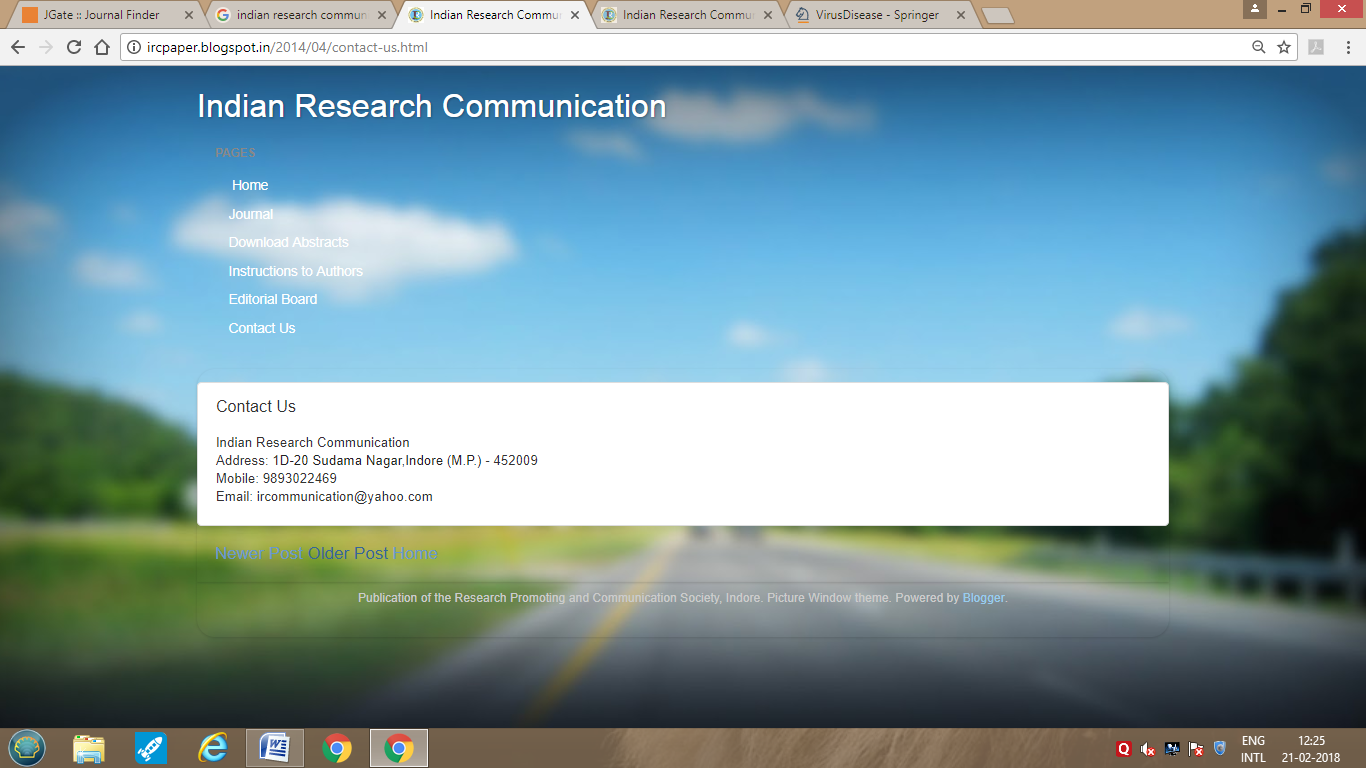 JGate :: Journal Finder
indian research commun
Indian Research Commu
Indian Research Commu
VirusDisease - Springer
ircpaper.blogspot.in/2014/04/contact-us.html
Indian Research Communication
PAGES
Home
Journal
Download Abstracts
Instructions to Authors
Editorial Board
Contact Us
Contact Us
Indian Research Communication
Address: 1D-20 Sudama Nagar,Indore (M.P.) - 452009
Mobile: 9893022469
Email: ircommunication@yahoo.com
Newer Post Older Post Home
Publication of the Research Promoting and Communication Society, Indore. Picture Window theme. Powered by Blogger.
ENG 12:25
INTL 21-02-2018